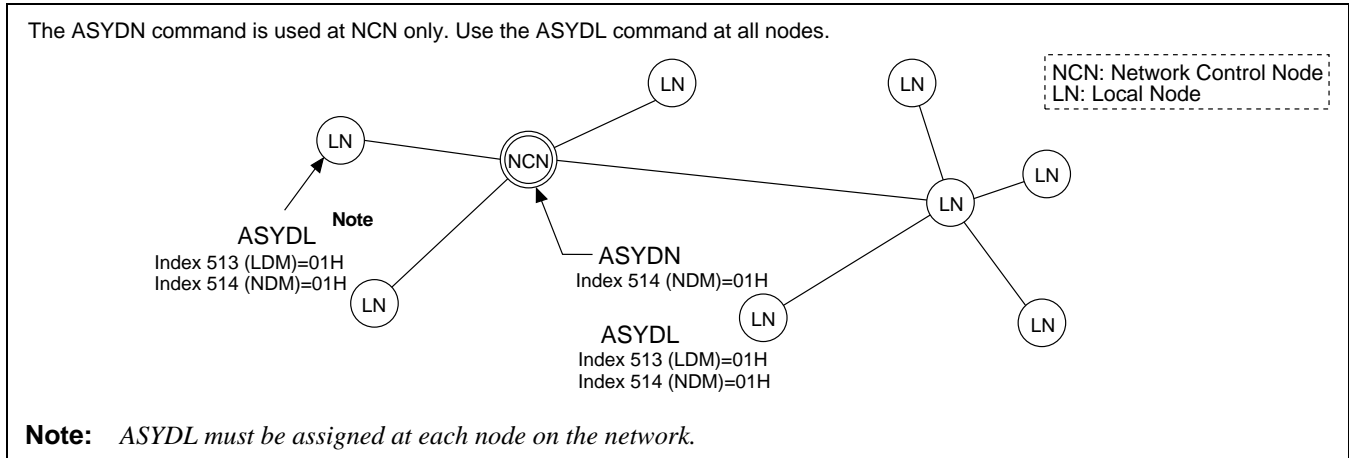 The ASYDN command is used at NCN only. Use the ASYDL command at all nodes.
NCN: Network Control Node
LN: Local Node
LN
LN
LN
NCN
LN
LN
Note
ASYDL
Index 513 (LDM)=01H
Index 514 (NDM)=01H
ASYDN
Index 514 (NDM)=01H
LN
LN
LN
ASYDL
Index 513 (LDM)=01H
Index 514 (NDM)=01H
Note: ASYDL must be assigned at each node on the network.